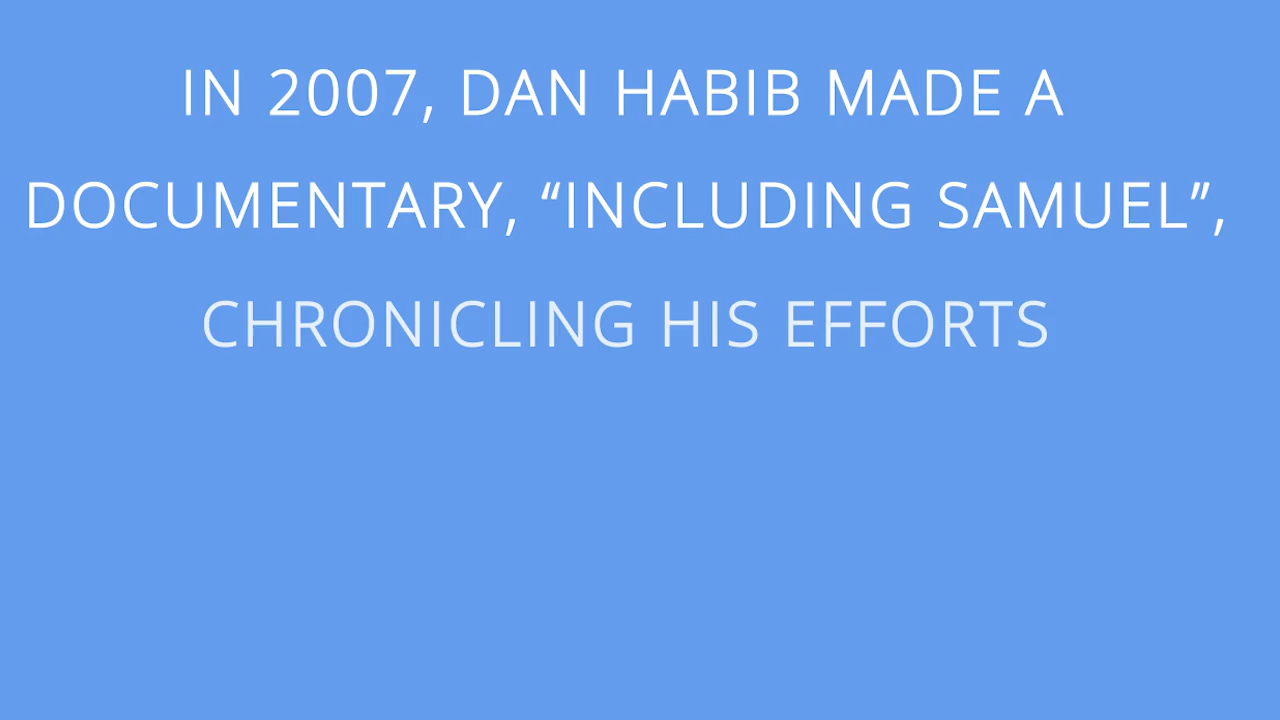 IN 2007, DAN HABIB MADE A
DOCUMENTARY, “INCLUDING SAMUEL”,
CHRONICLING HIS EFFORTS